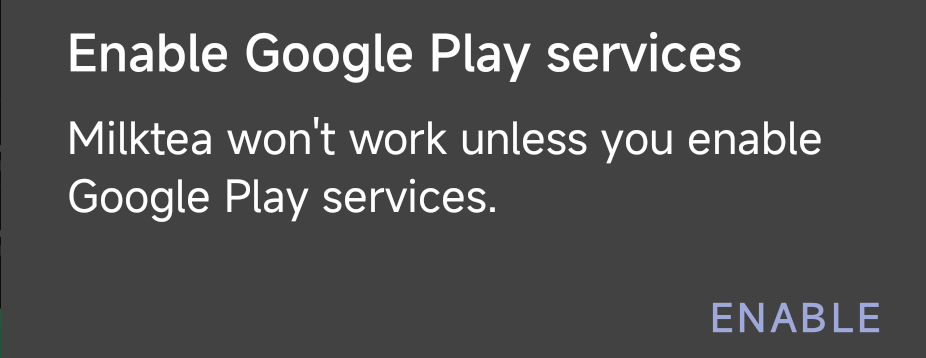 Enable Google Play services
Milktea won't work unless you enable
Google Play services.
ENABLE